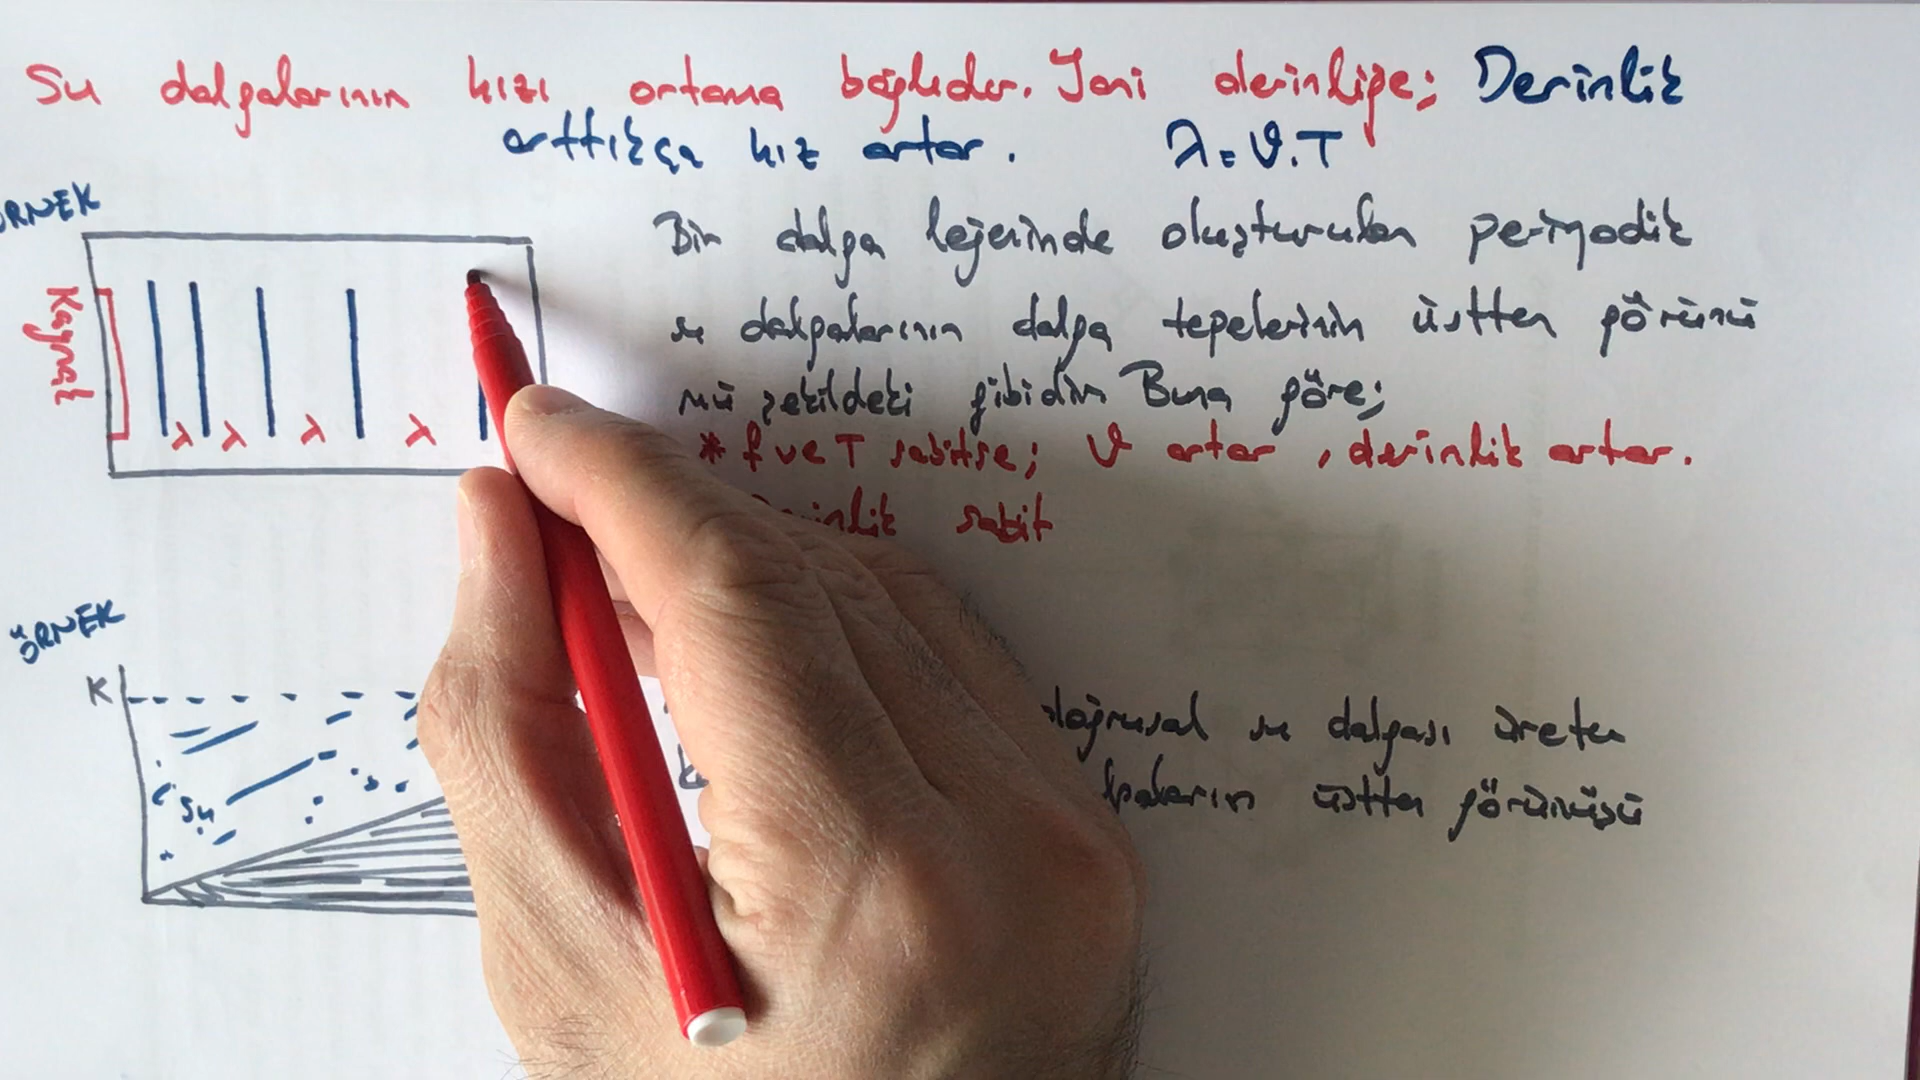 Su dalgalarının hızı ortama bağlıdır. Yani derinliğe; Derinlik
arttıkça hız artar. λ = υ.T
ÖRNEK
Kaynak
λ λ λ λ
Bir dalga leğeninde oluşturulan periyodik
su dalgalarının dalga tepelerinin üstten görünü
mü şekildeki gibidir Buna göre;
* f ve T sabitse; υ artar, derinlik artar.
sabit
ÖRNEK
K
Su
doğrusal su dalgası üreten
üstten görünüşü